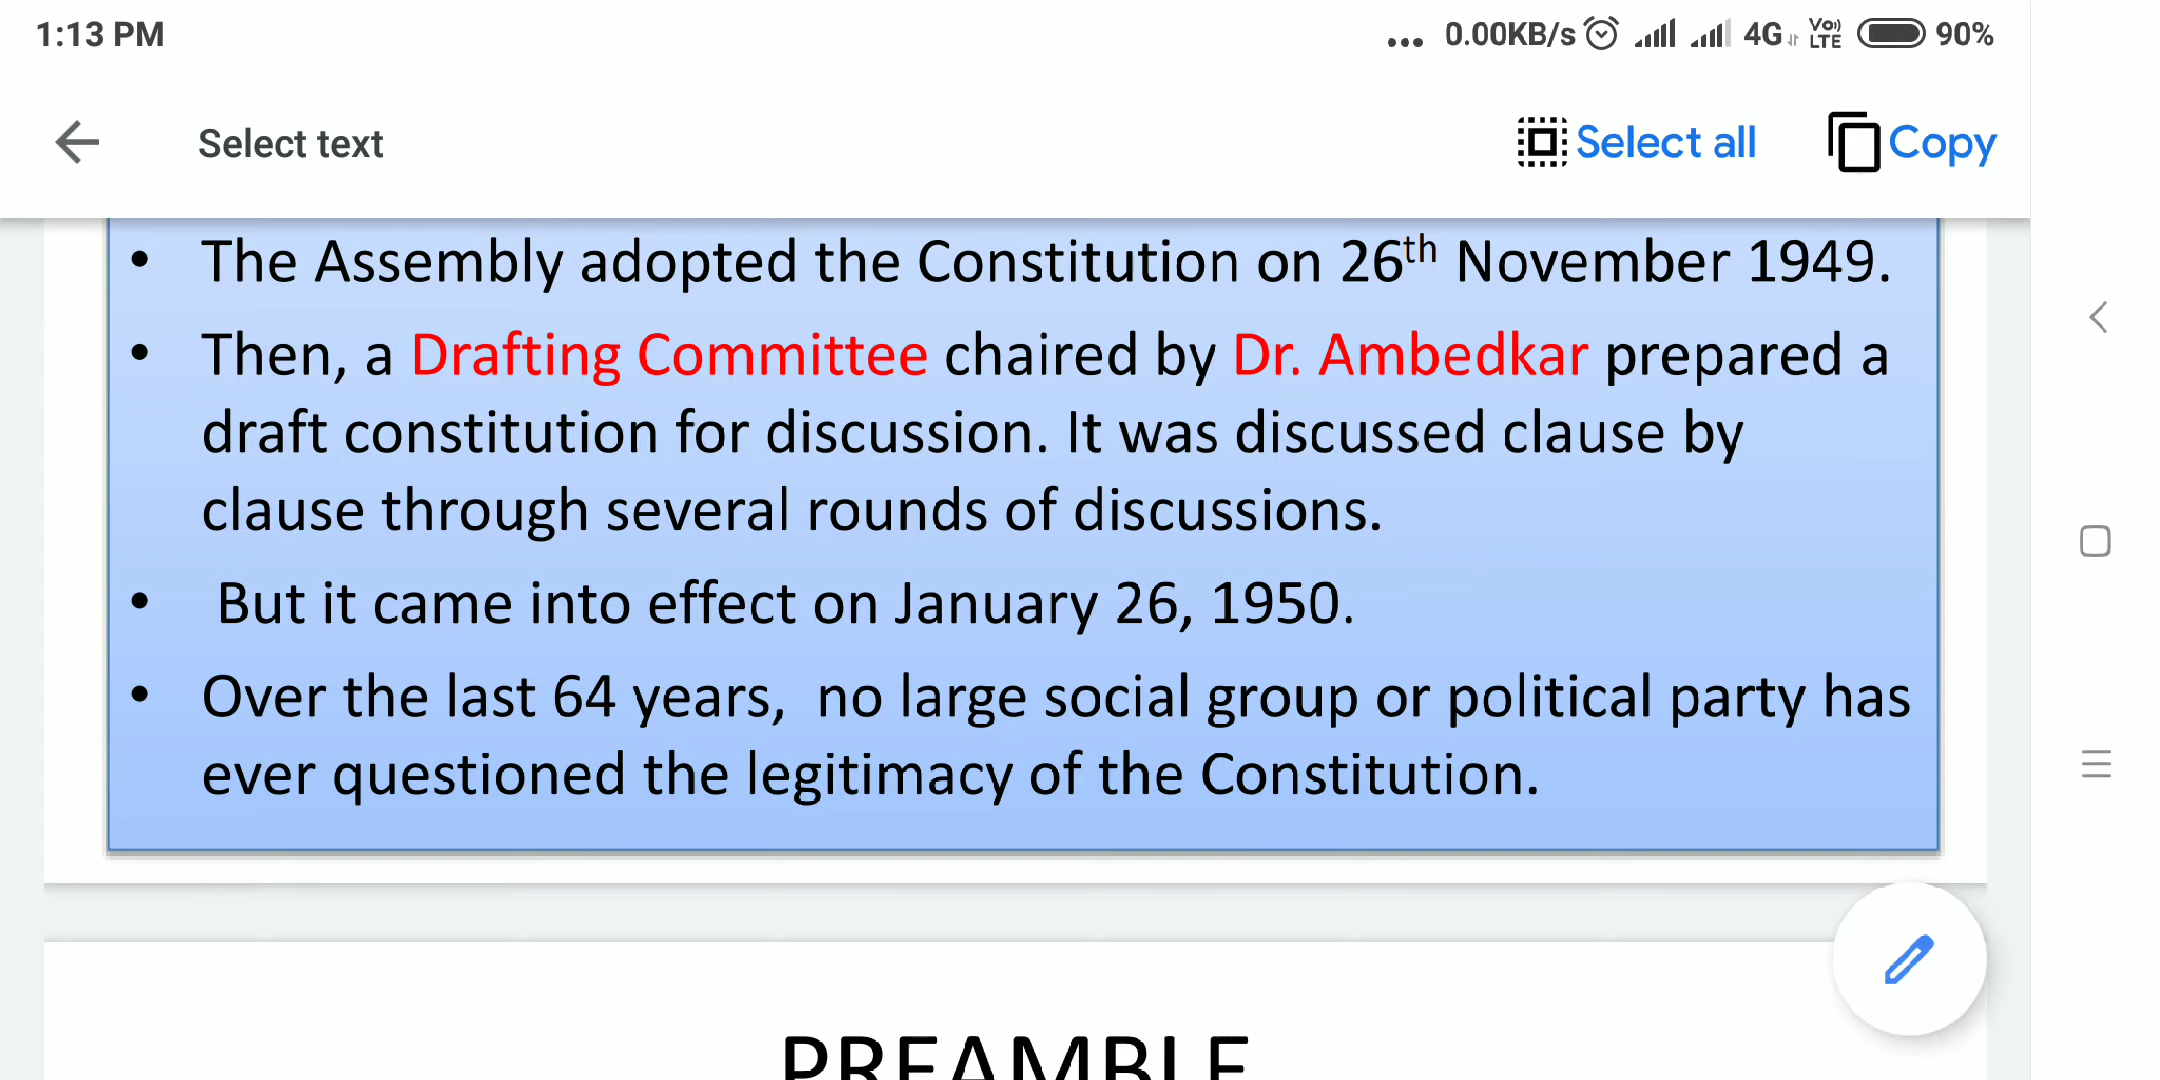 1:13 PM ... 0.00KB/s 4G Vo) LTE 90%
Select text Select all Copy
• The Assembly adopted the Constitution on 26th November 1949.
• Then, a Drafting Committee chaired by Dr. Ambedkar prepared a
draft constitution for discussion. It was discussed clause by
clause through several rounds of discussions.
• But it came into effect on January 26, 1950.
• Over the last 64 years, no large social group or political party has
ever questioned the legitimacy of the Constitution.
PREAMBLE